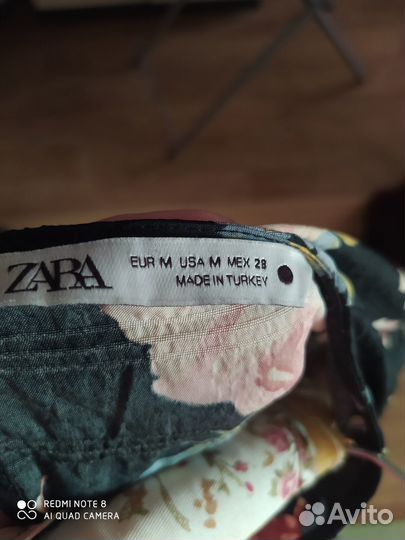 ZARA
EUR M USA M MEX 28
MADE IN TURKEY
REDMI NOTE 8
AI QUAD CAMERA
Avito